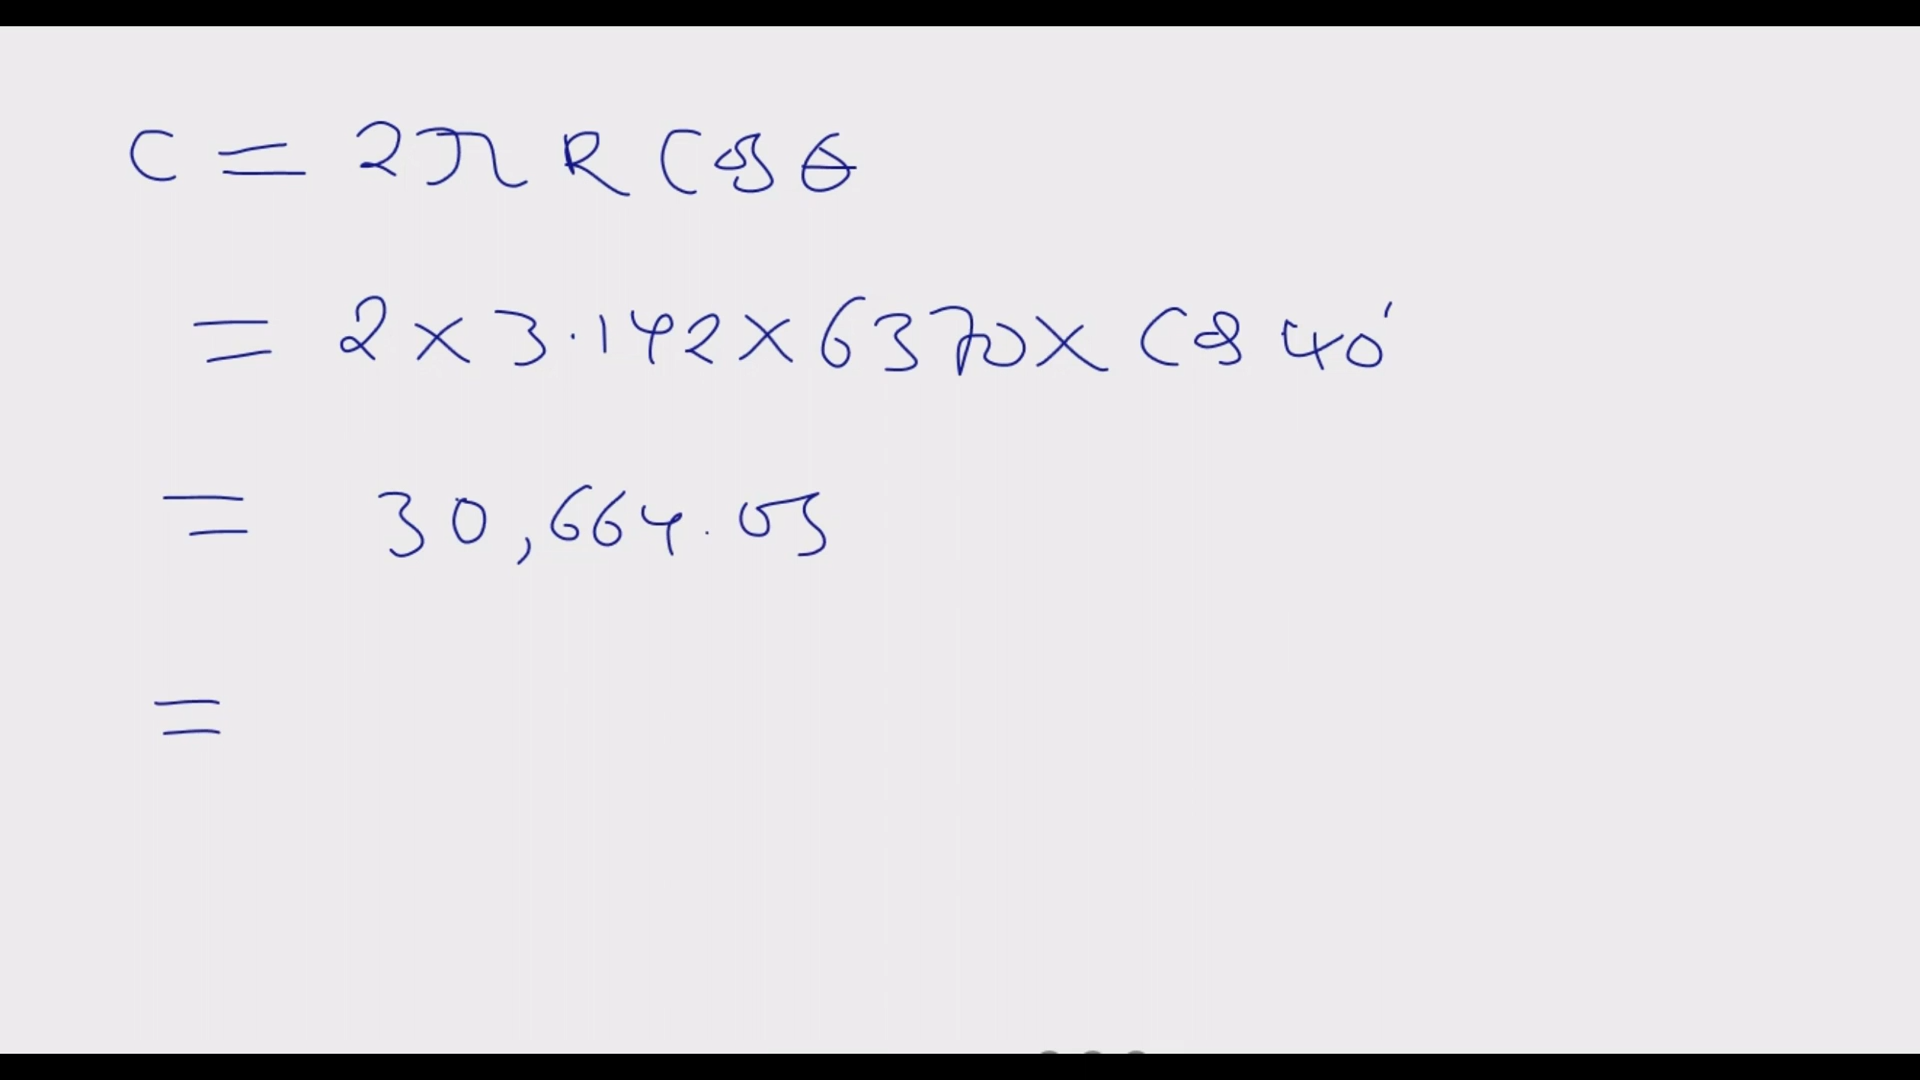 C = 2πR Cos θ
= 2 × 3.142 × 6370 × Cos 40°
= 30,664.05
=